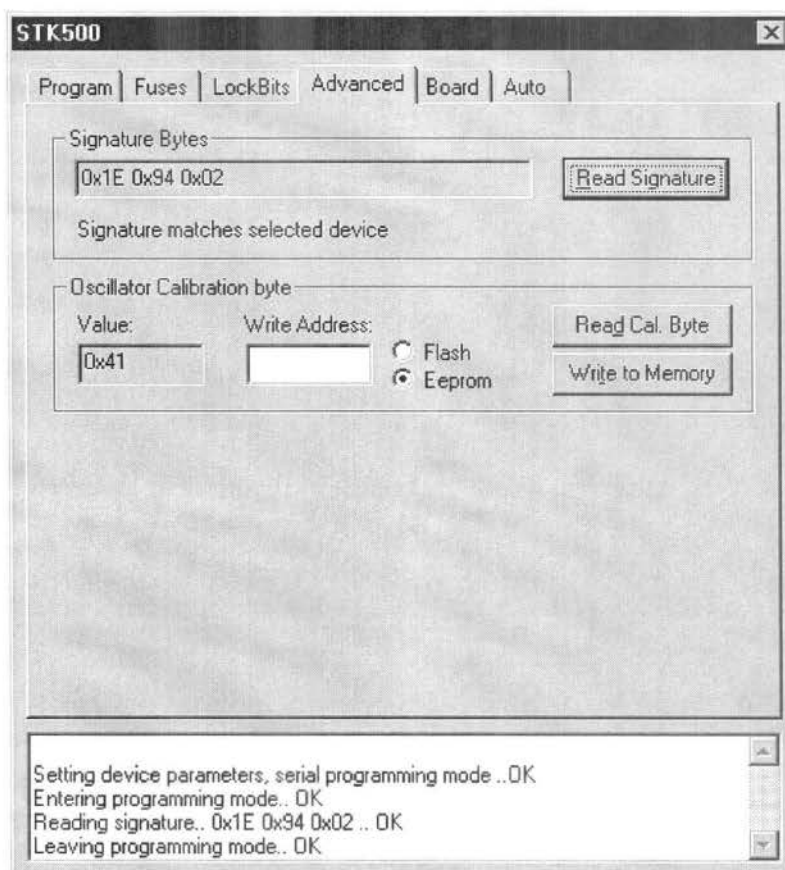 STK500
Program Fuses LockBits Advanced Board Auto
Signature Bytes
0x1E 0x94 0x02
Read Signature
Signature matches selected device
Oscillator Calibration byte
Value: Write Address:
Read Cal. Byte
0x41
Flash
Eeprom
Write to Memory
Setting device parameters, serial programming mode ..OK
Entering programming mode.. OK
Reading signature.. 0x1E 0x94 0x02 .. OK
Leaving programming mode.. OK